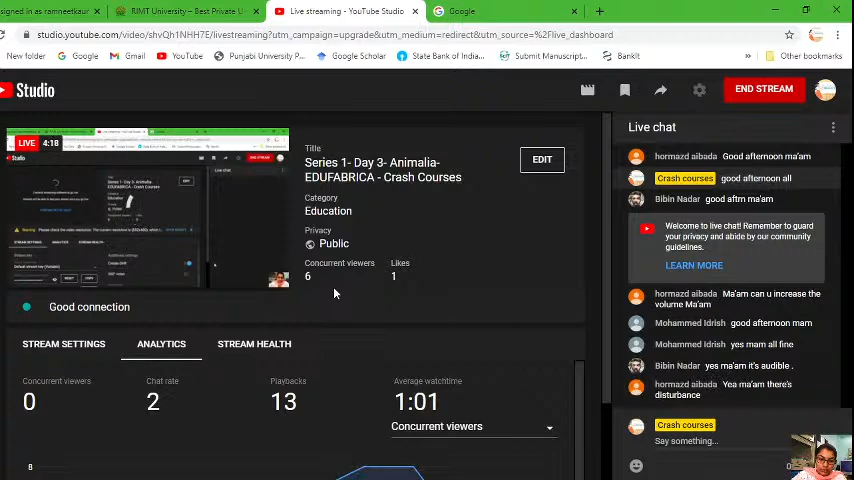 signed in as ramneetkaur
RIMT University – Best Private U
Live streaming - YouTube Studio
Google
studio.youtube.com/video/shvQh1NHH7E/livestreaming?utm_campaign=upgrade&utm_medium=redirect&utm_source=%2Flive_dashboard
New folder
Google
Gmail
YouTube
Punjabi University P...
Google Scholar
State Bank of India...
Submit Manuscript...
BankIt
»
Other bookmarks
Studio
END STREAM
LIVE 4:18
Title
Series 1- Day 3- Animalia-
EDUFABRICA - Crash Courses
EDIT
Category
Education
Privacy
Public
Concurrent viewers
6
Likes
1
Good connection
STREAM SETTINGS
ANALYTICS
STREAM HEALTH
Concurrent viewers
0
Chat rate
2
Playbacks
13
Average watchtime
1:01
Concurrent viewers
8
Live chat
hormazd aibada Good afternoon ma'am
Crash courses good afternoon all
Bibin Nadar good aftrn ma'am
Welcome to live chat! Remember to guard
your privacy and abide by our community
guidelines.
LEARN MORE
hormazd aibada Ma'am can u increase the
volume Ma'am
Mohammed Idrish good afternoon mam
Mohammed Idrish yes mam all fine
Bibin Nadar yes ma'am it's audible .
hormazd aibada Yea ma'am there's
disturbance
Crash courses
Say something...